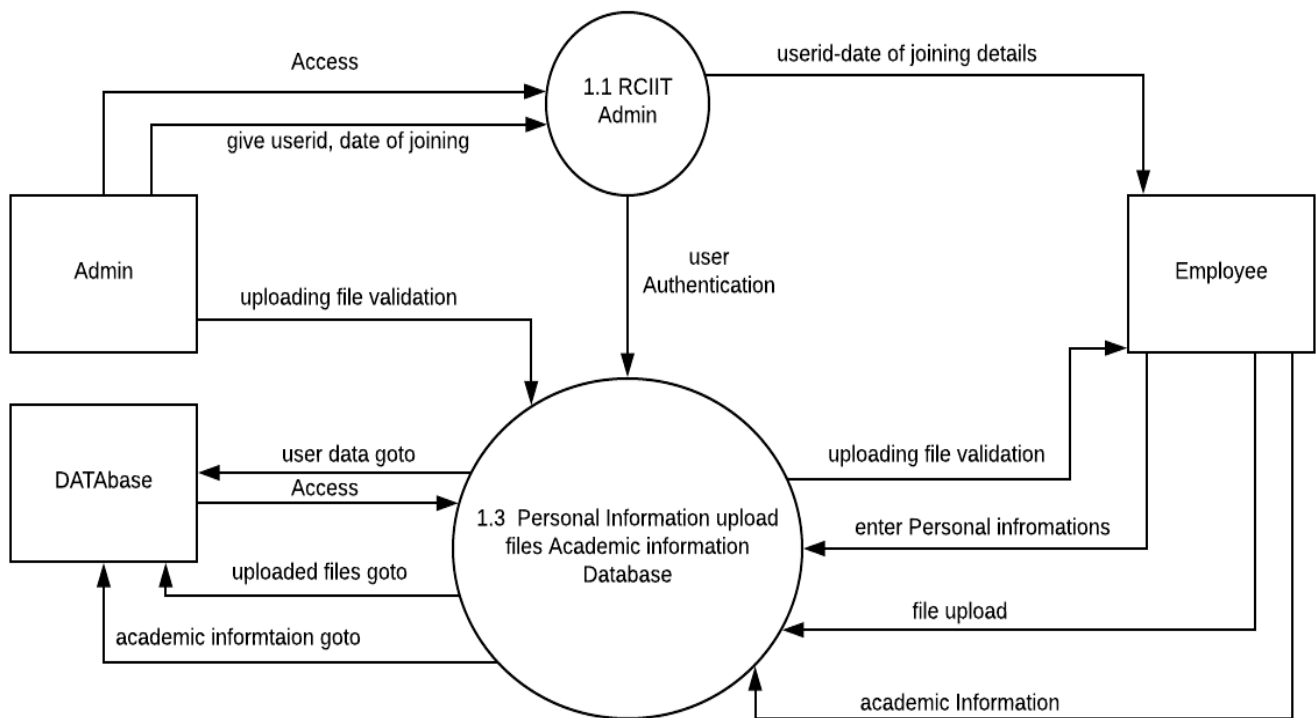 Access
1.1 RCIIT
Admin
userid-date of joining details
give userid, date of joining
Admin
user
Authentication
Employee
uploading file validation
DATAbase
user data goto
Access
uploading file validation
1.3 Personal Information upload
files Academic information
Database
enter Personal infromations
uploaded files goto
file upload
academic informtaion goto
academic Information